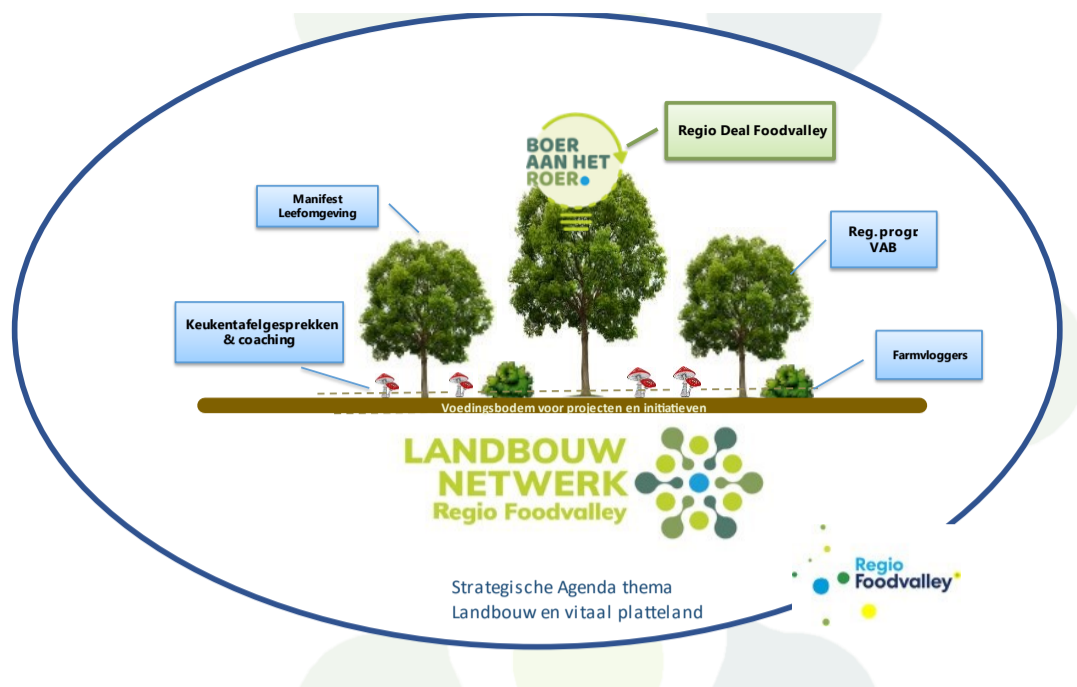 BOER
AAN HET
ROER
Regio Deal Foodvalley
Manifest
Leefomgeving
Reg. progr.
VAB
Keukentafelgesprekken
& coaching
Farmvloggers
Voedingsbodem voor projecten en initiatieven
LANDBOUW
NETWERK
Regio Foodvalley
Strategische Agenda thema
Landbouw en vitaal platteland
Regio
Foodvalley